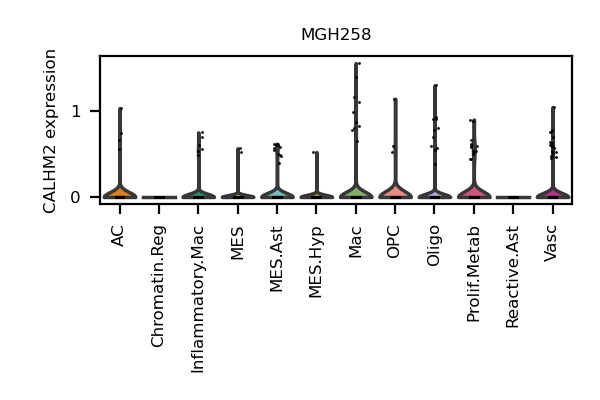 MGH258
CALHM2 expression
1
0
AC
Chromatin.Reg
Inflammatory.Mac
MES
MES.Ast
MES.Hyp
Mac
OPC
Oligo
Prolif.Metab
Reactive.Ast
Vasc